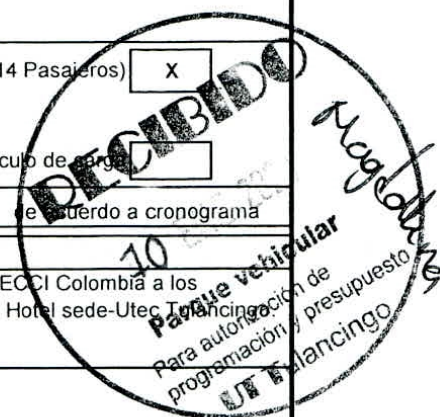 14 Pasajeros) X
culo de carga
de acuerdo a cronograma
ECCI Colombia a los
Hotel sede-Utec Tulancingo
RECIBIDO
10
Parque vehicular
Para autorización de
programación y presupuesto
UT Tulancingo